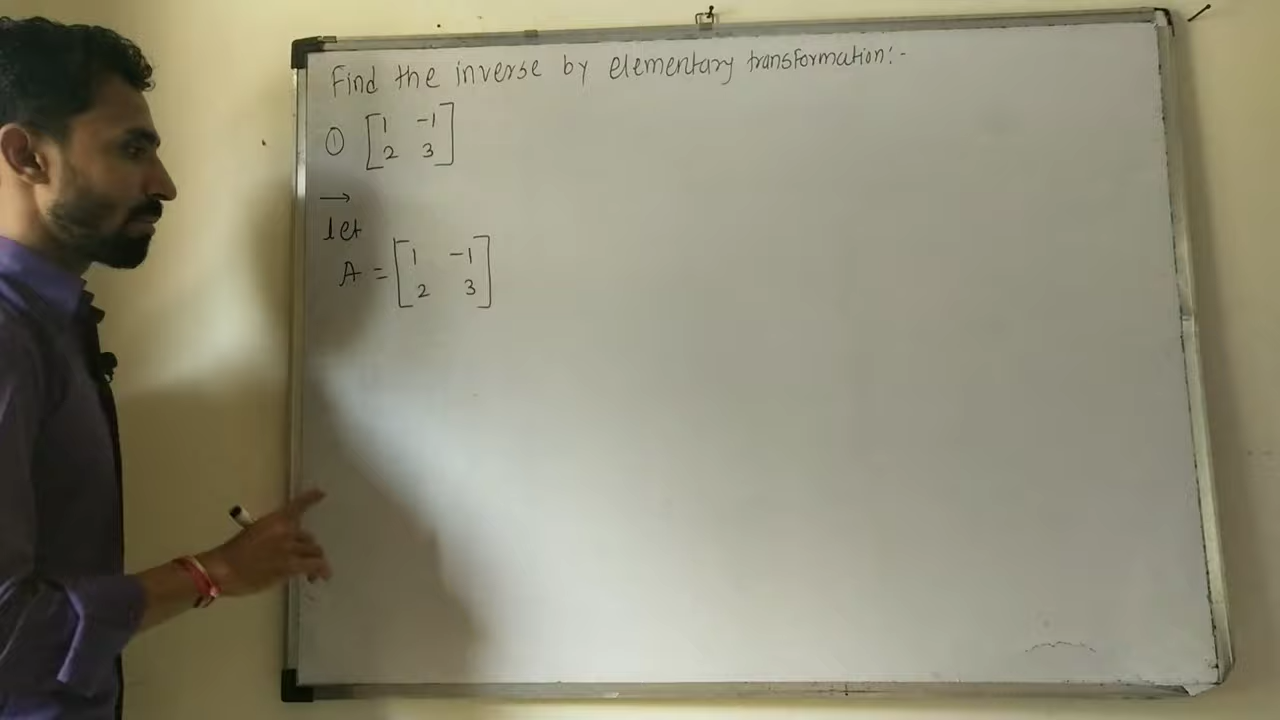 Find the inverse by elementary transformation:-
① [1 -1
2 3]
→
let
A = [1 -1
2 3]